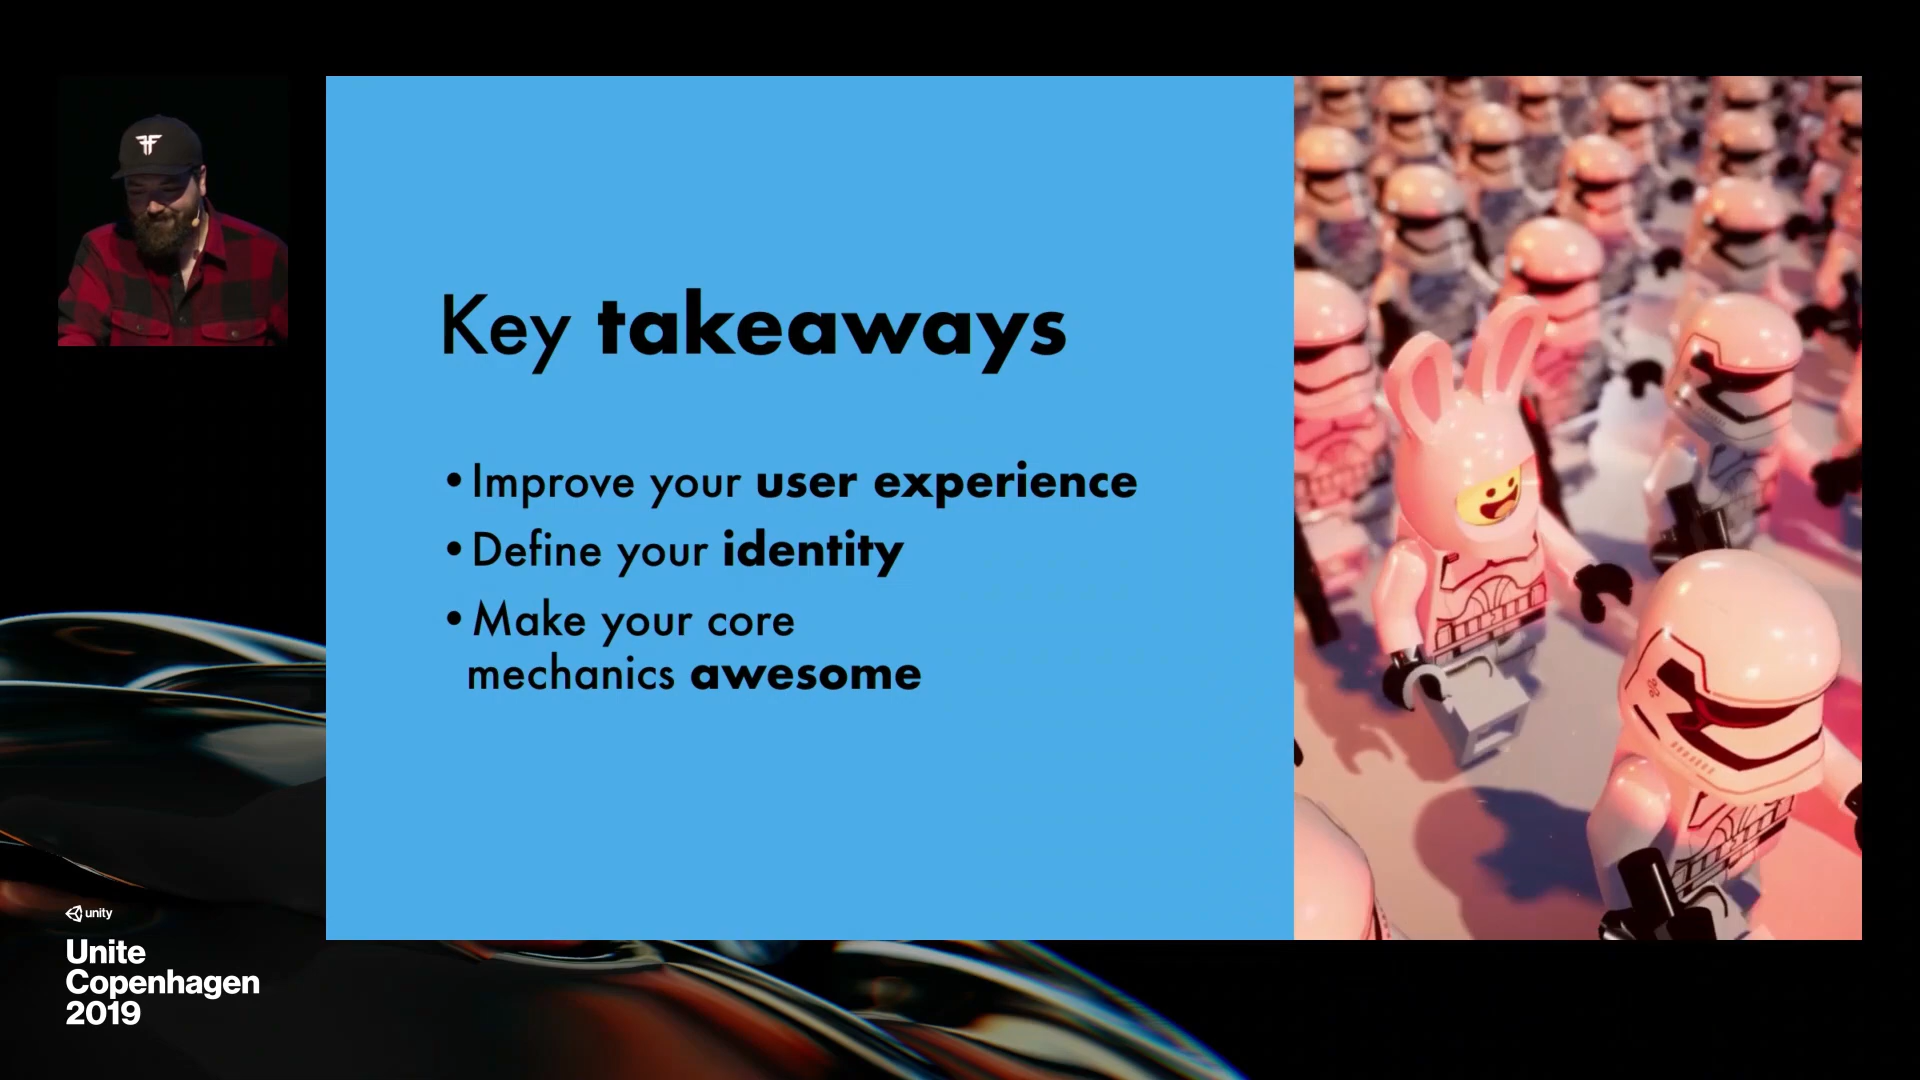 Key takeaways
•Improve your user experience
•Define your identity
•Make your core
mechanics awesome
unity
Unite
Copenhagen
2019